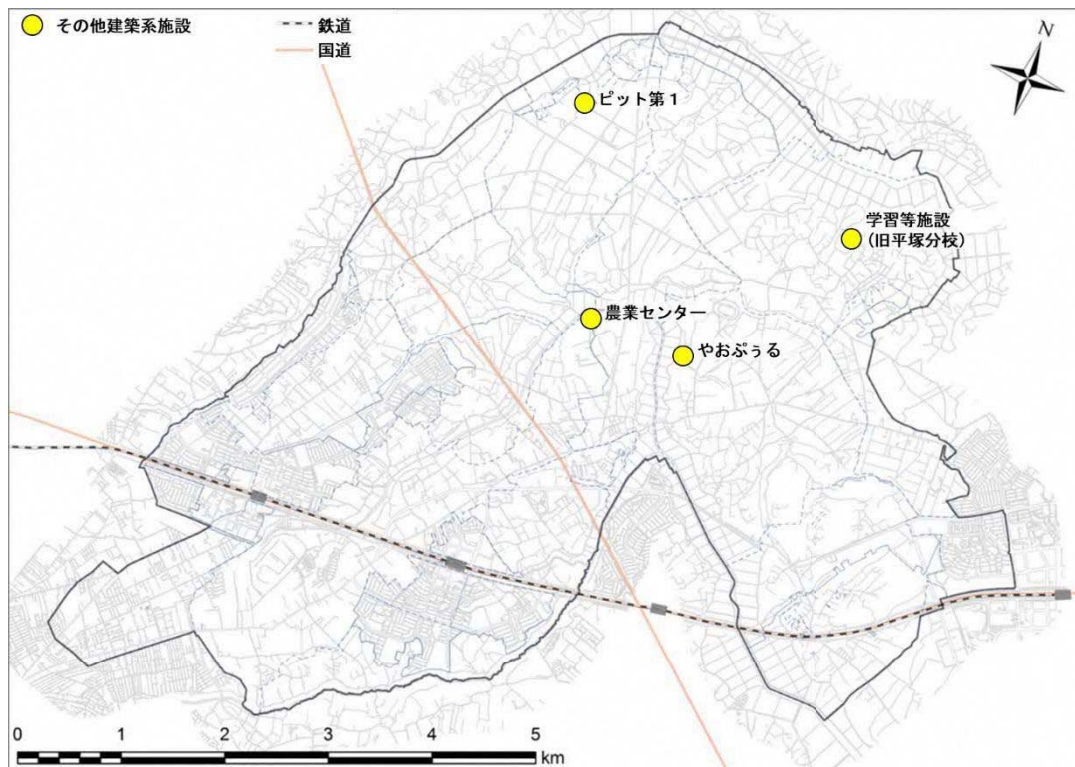 その他建築系施設
鉄道
国道
N
ピット第1
学習等施設
(旧平塚分校)
農業センター
やおぷぅる
0 1 2 3 4 5
km